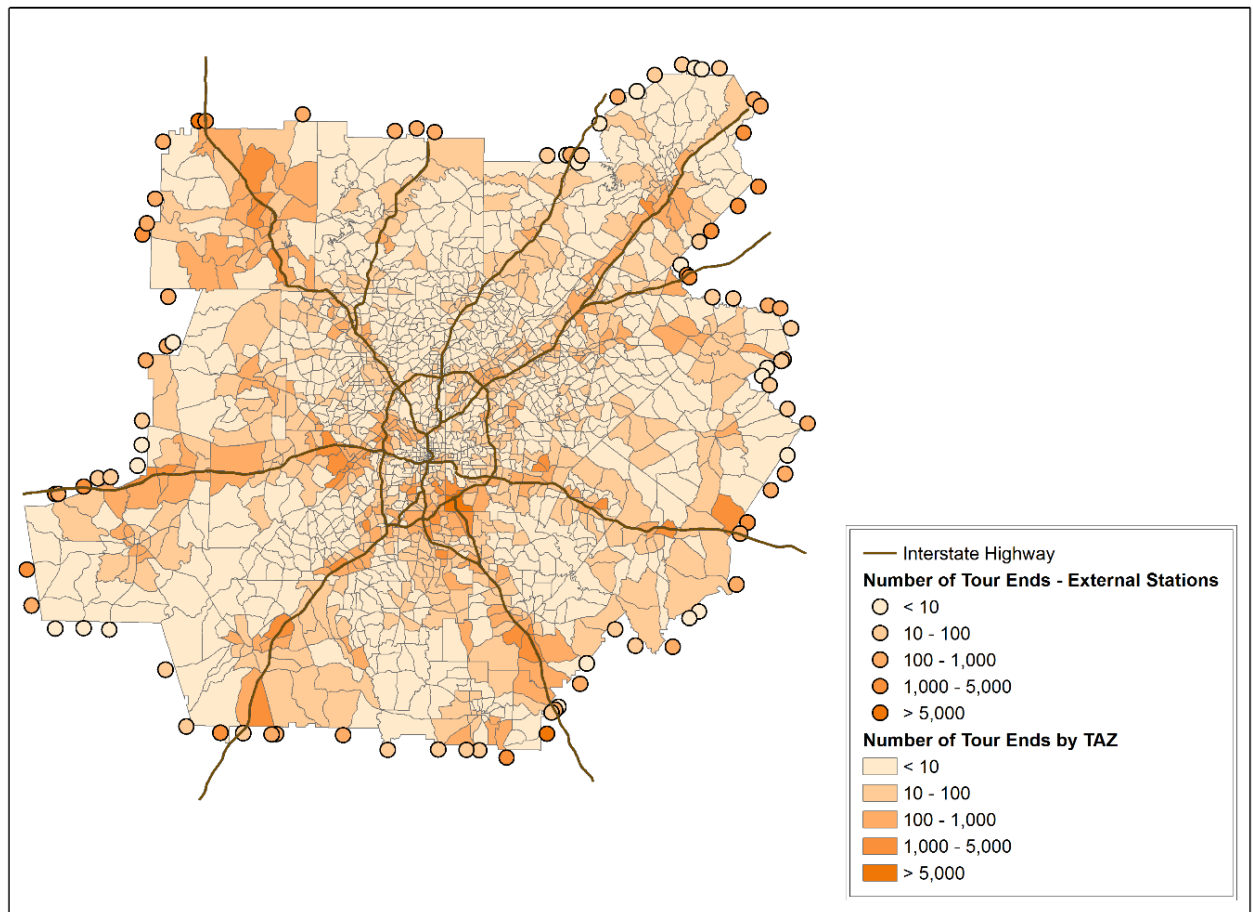 Interstate Highway
Number of Tour Ends - External Stations
< 10
10 - 100
100 - 1,000
1,000 - 5,000
> 5,000
Number of Tour Ends by TAZ
< 10
10 - 100
100 - 1,000
1,000 - 5,000
> 5,000